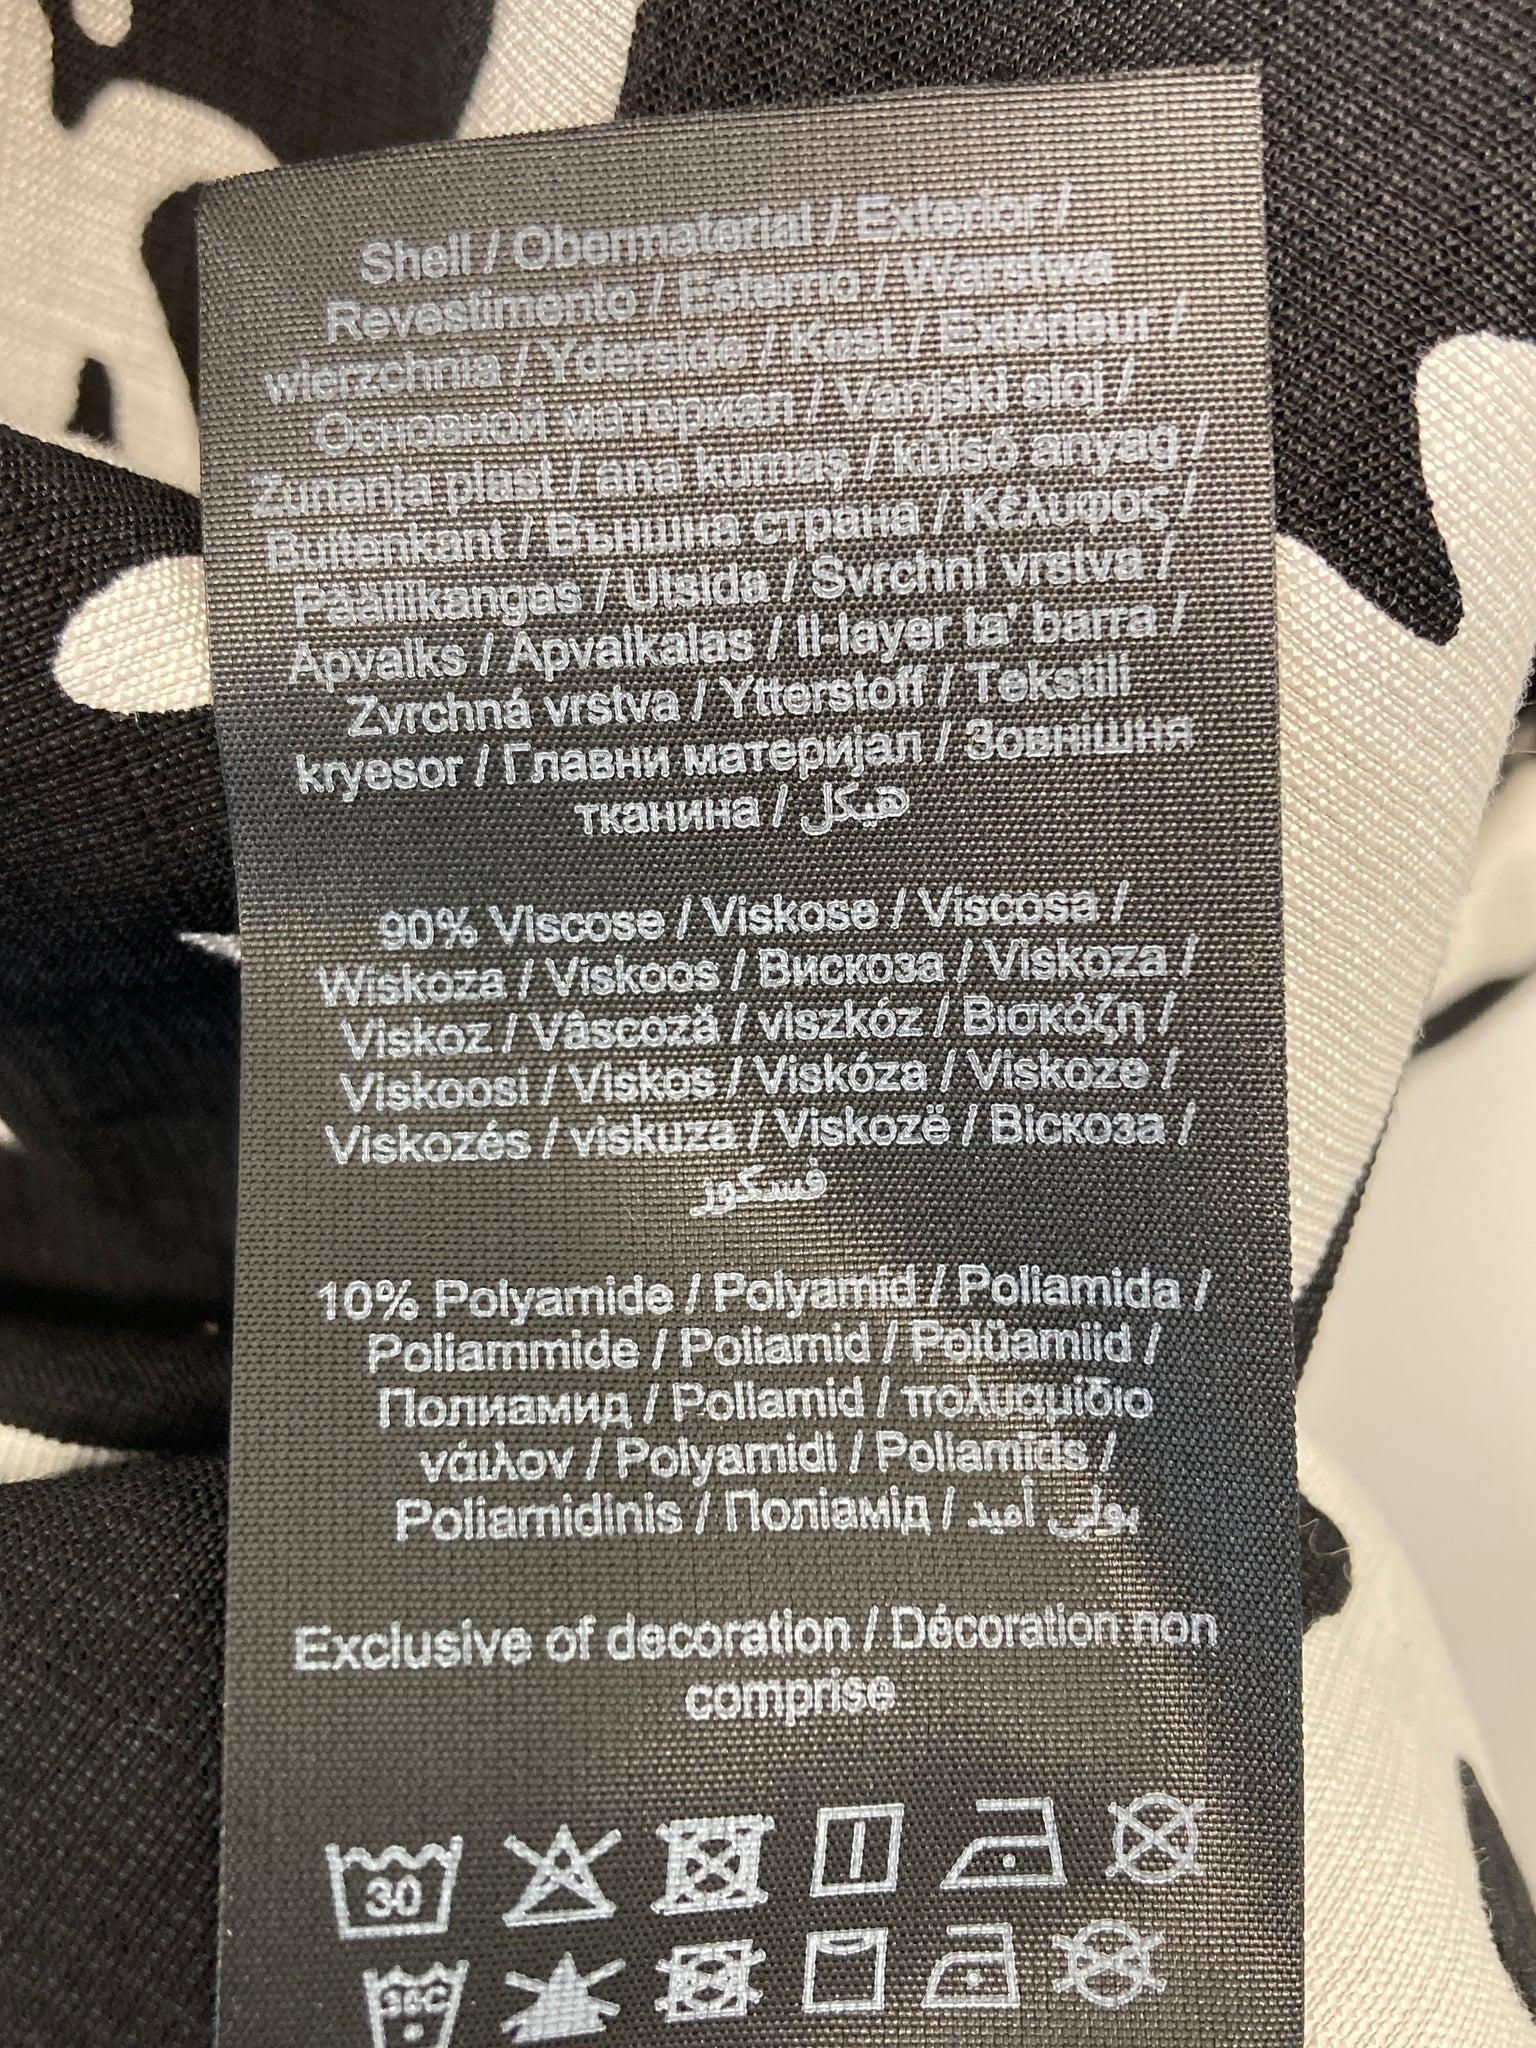 Shell / Obermaterial / Exterior /
Revestimento / Esterno / Warstwa
wierzchnia / Yderside / Kest / Extérieur /
Основной материал / Vanjski sloj /
Zunanja plast / ana kumaş / külső anyag /
Buitenkant / Външна страна / Κέλυφος /
Päällikangas / Utsida / Svrchní vrstva /
Apvalks / Apvalkalas / Il-layer ta' barra /
Zvrchná vrstva / Ytterstoff / Tekstili
kryesor / Главни материјал / Зовнішня
тканина / هيكل
90% Viscose / Viskose / Viscosa /
Wiskoza / Viskoos / Вискоза / Viskoza /
Viskoz / Vâscoză / viszkóz / Βισκόζη /
Viskoosi / Viskos / Viskóza / Viskoze /
Viskozés / viskuza / Viskozë / Віскоза /
فسكوز
10% Polyamide / Polyamid / Poliamida /
Poliammide / Poliamid / Polüamiid /
Полиамид / Poliamid / πολυαμίδιο
νάιλον / Polyamidi / Poliamīds /
Poliamidinis / Поліамід / بولي أميد
Exclusive of decoration / Décoration non
comprise
30